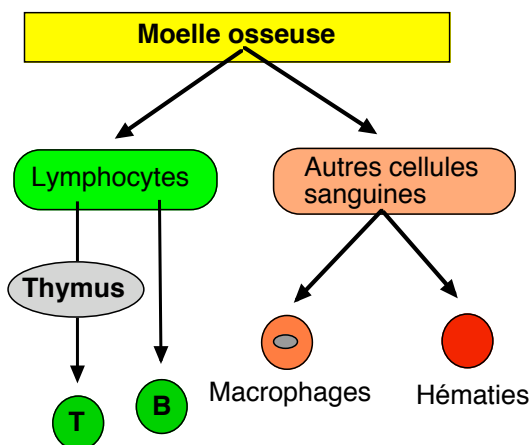 Moelle osseuse
Lymphocytes
Autres cellules
sanguines
Thymus
T
B
Macrophages
Hématies